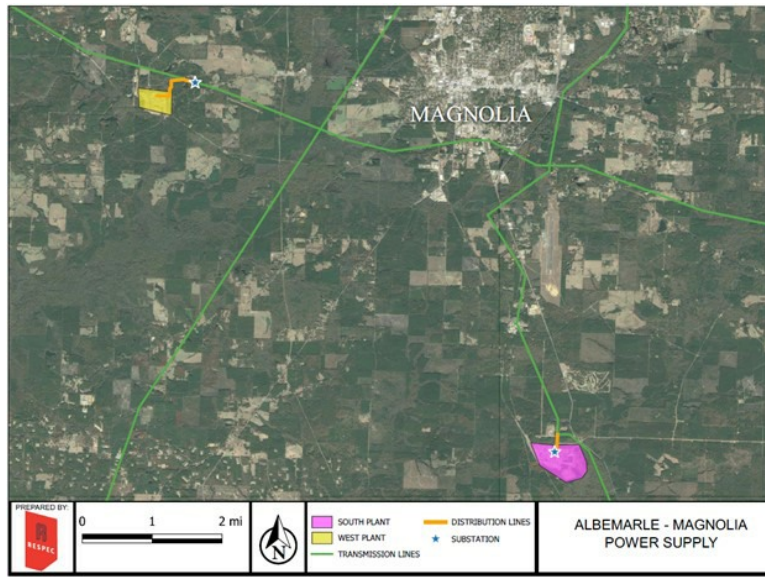 MAGNOLIA
PREPARED BY:
RESPEC
0 1 2 mi
N
SOUTH PLANT
WEST PLANT
TRANSMISSION LINES
DISTRIBUTION LINES
SUBSTATION
ALBEMARLE - MAGNOLIA
POWER SUPPLY